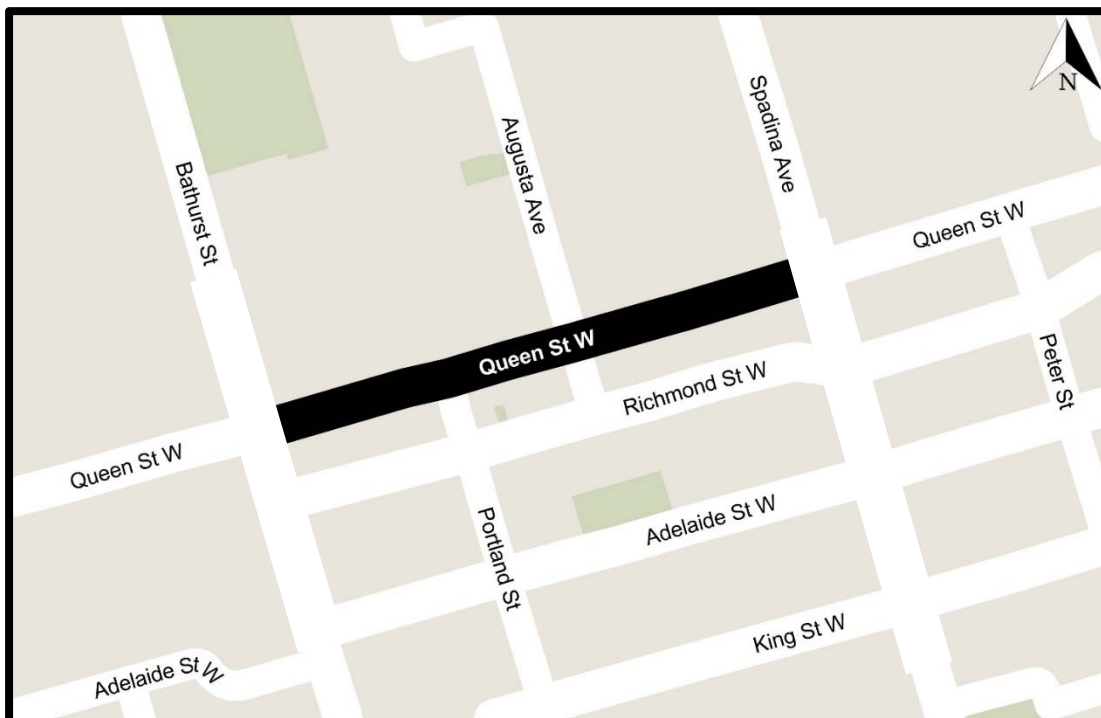 N
Bathurst St
Augusta Ave
Spadina Ave
Queen St W
Queen St W
Peter St
Richmond St W
Queen St W
Portland St
Adelaide St W
King St W
Adelaide St W